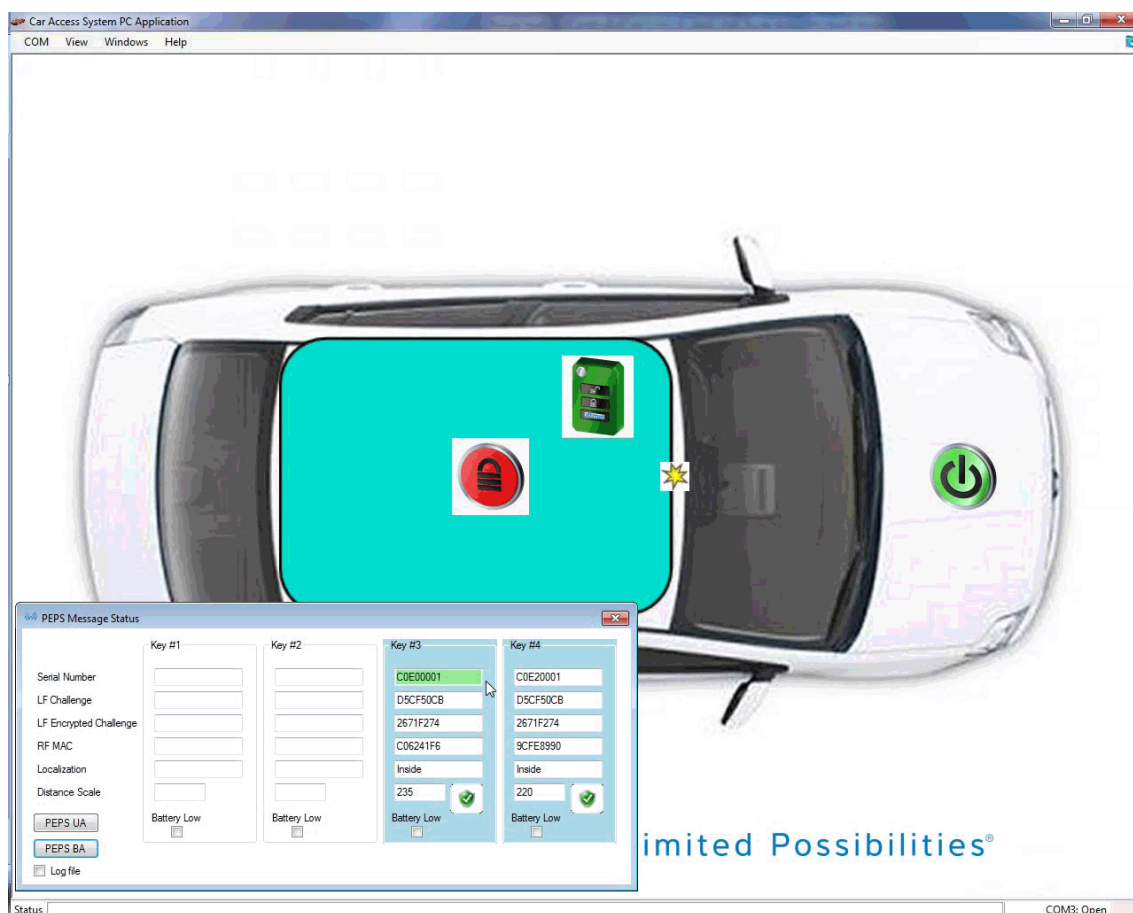 Car Access System PC Application
COM View Windows Help
PEPS Message Status
Key #1 Key #2 Key #3 Key #4
Serial Number C0E00001 C0E20001
LF Challenge D5CF50CB D5CF50CB
LF Encrypted Challenge 2671F274 2671F274
RF MAC C06241F6 9CFE8990
Localization Inside Inside
Distance Scale 235 220
PEPS UA Battery Low Battery Low Battery Low Battery Low
PEPS BA
Log file
imited Possibilities®
Status COM3: Open